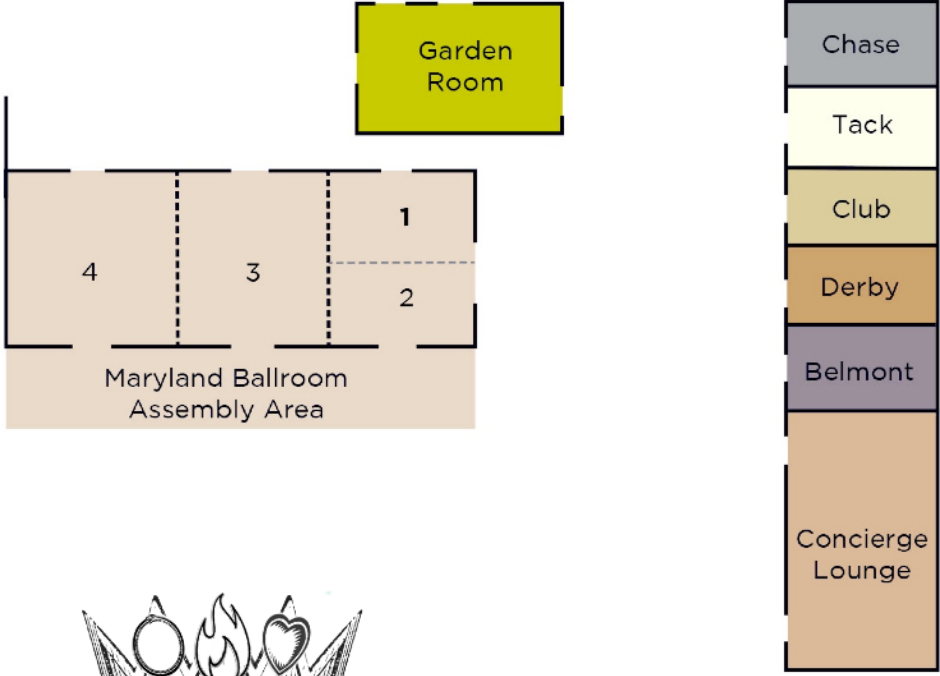 Garden
Room
Chase
Tack
Club
Derby
Belmont
Concierge
Lounge
1
4
3
2
Maryland Ballroom
Assembly Area